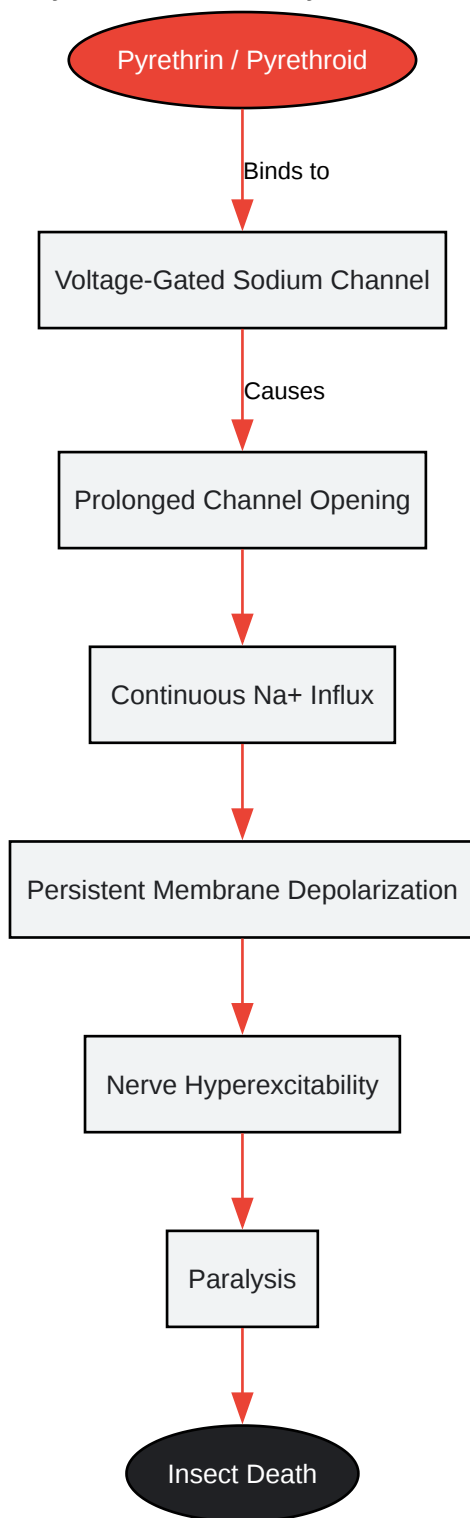 Pyrethrin / Pyrethroid
Binds to
Voltage-Gated Sodium Channel
Causes
Prolonged Channel Opening
Continuous Na+ Influx
Persistent Membrane Depolarization
Nerve Hyperexcitability
Paralysis
Insect Death